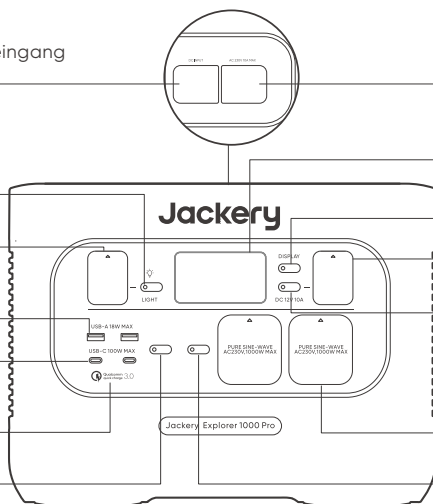 eingang
DC INPUT
AC 230V 10A MAX
Jackery
DISPLAY
LIGHT
DC 12V 10A
USB-A 18W MAX
USB-C 100W MAX
Qualcomm
quick charge 3.0
PURE SINE-WAVE
AC230V,1000W MAX
PURE SINE-WAVE
AC230V,1000W MAX
Jackery Explorer 1000 Pro